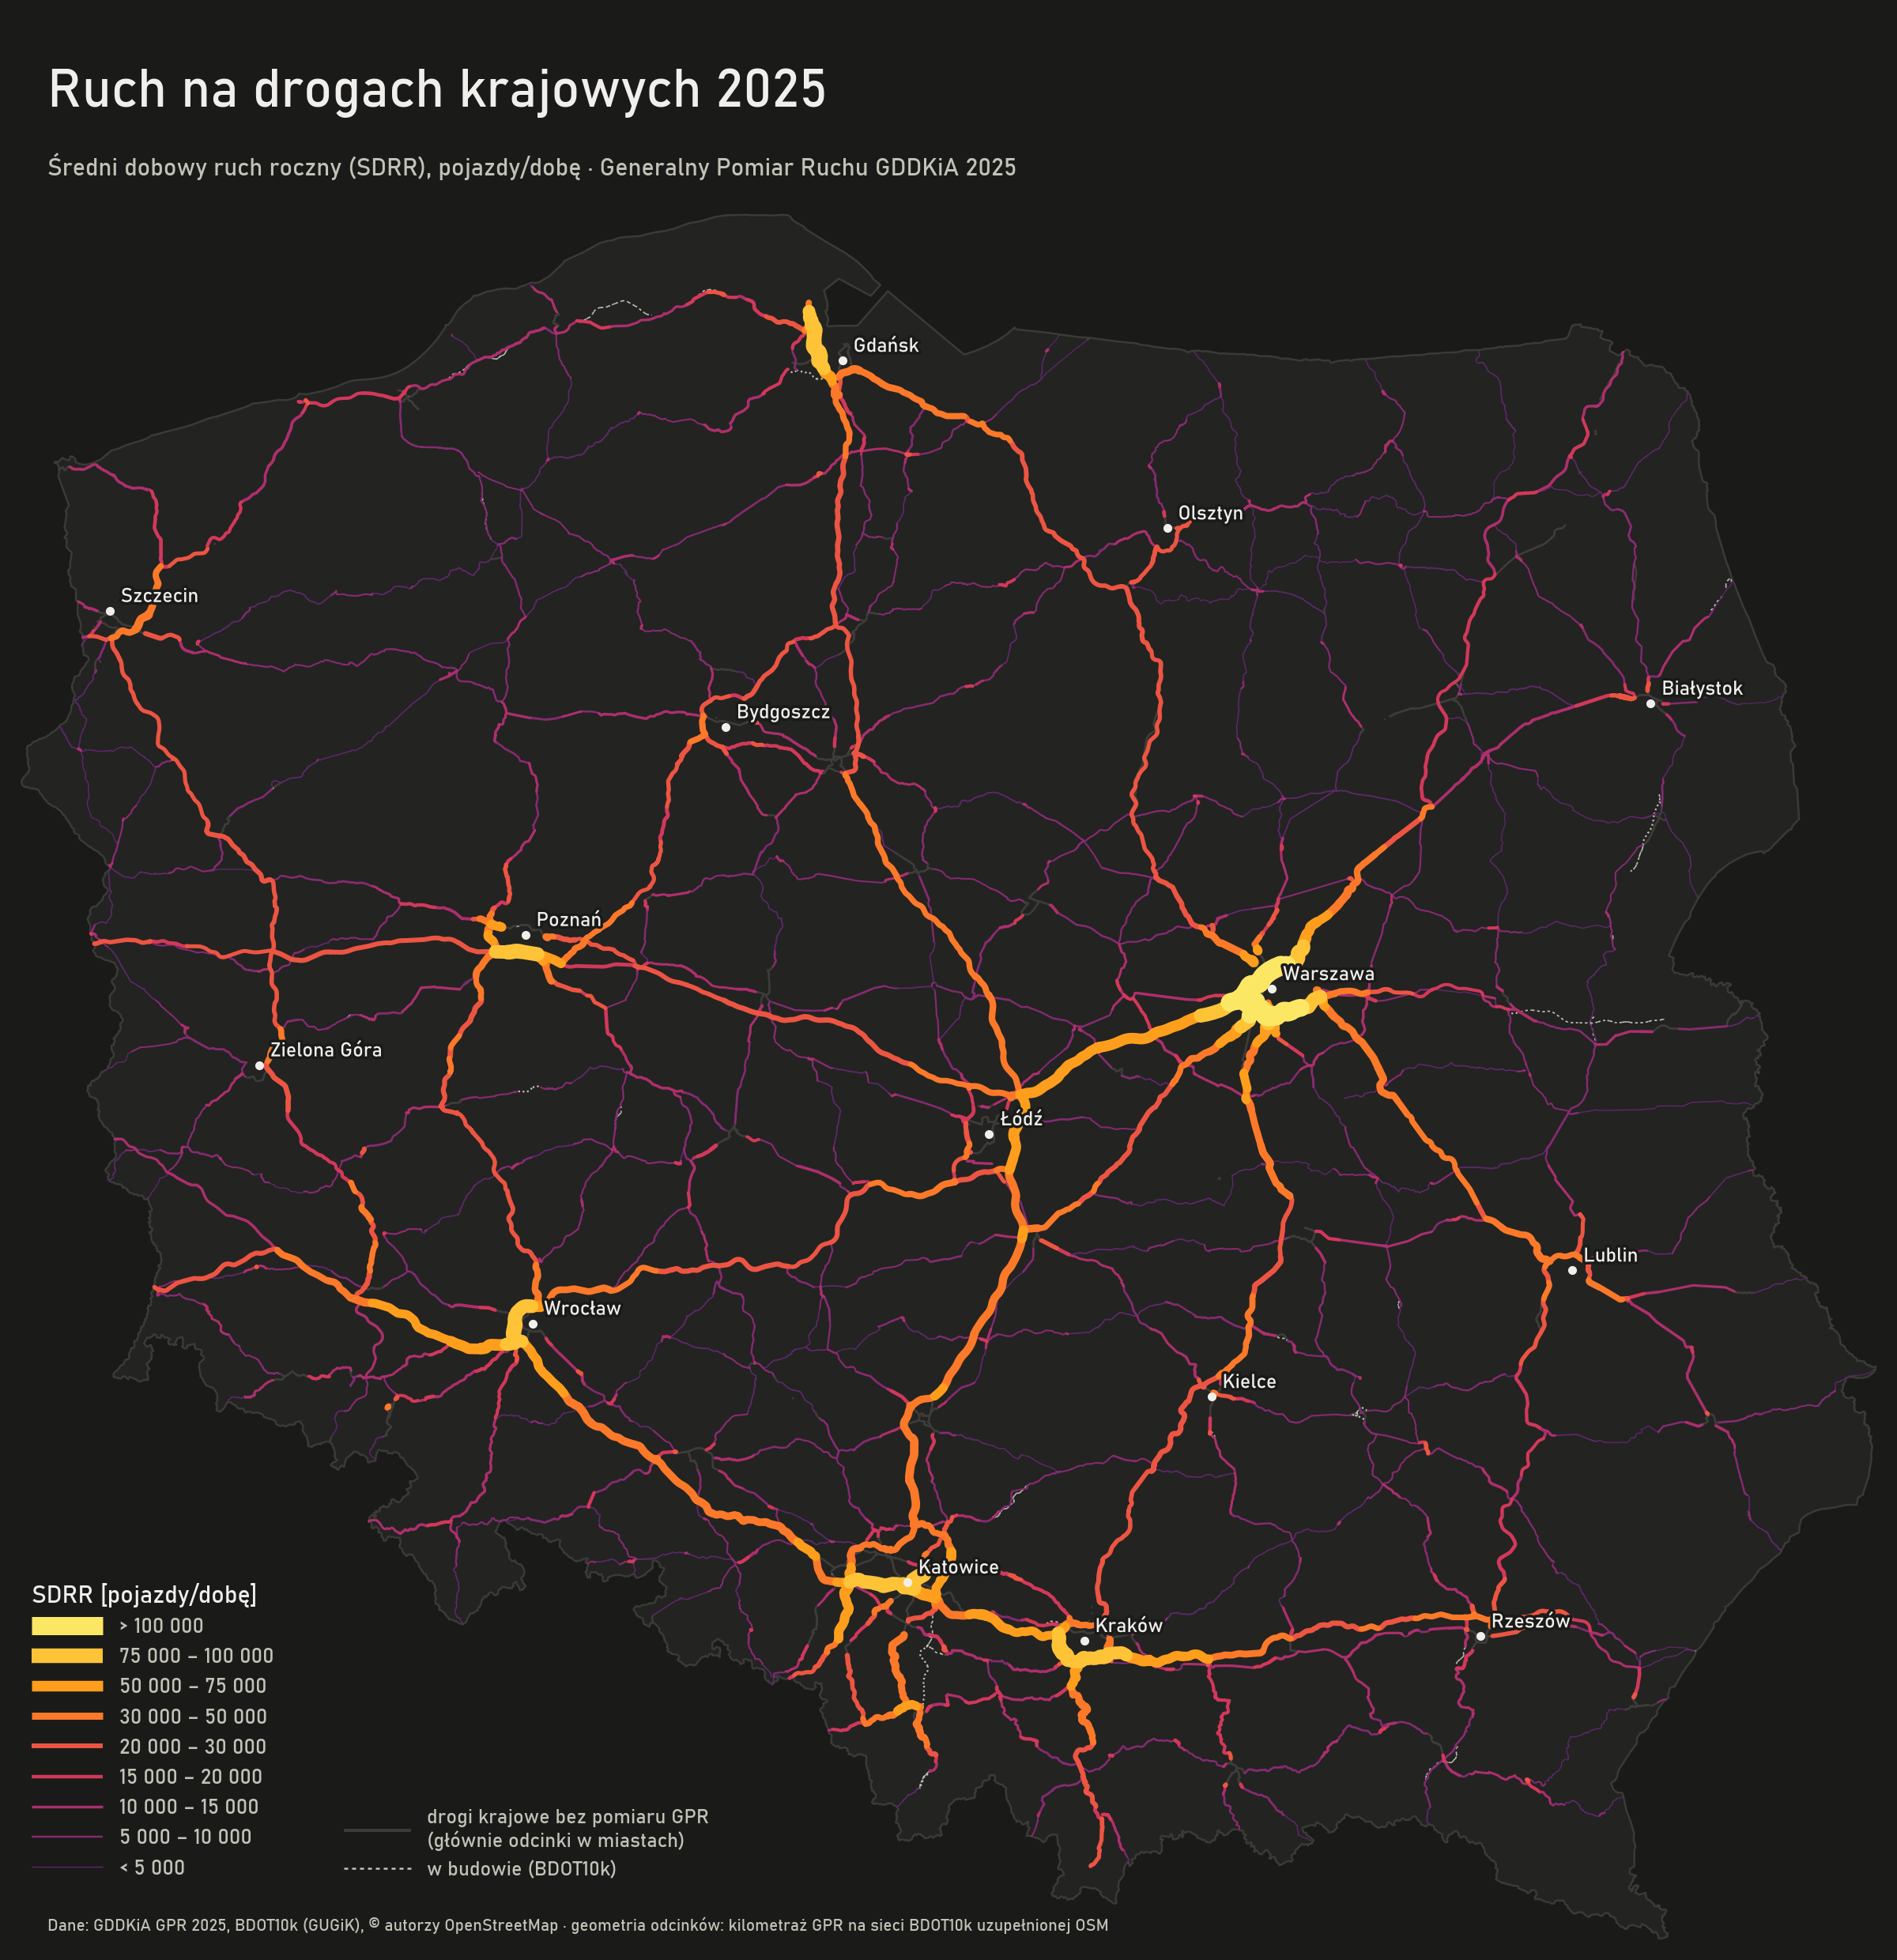 Ruch na drogach krajowych 2025
Średni dobowy ruch roczny (SDRR), pojazdy/dobę · Generalny Pomiar Ruchu GDDKiA 2025
Gdańsk
Olsztyn
Szczecin
Białystok
Bydgoszcz
Poznań
Warszawa
Zielona Góra
Łódź
Lublin
Wrocław
Kielce
Katowice
Kraków
Rzeszów
SDRR [pojazdy/dobę]
> 100 000
75 000 – 100 000
50 000 – 75 000
30 000 – 50 000
20 000 – 30 000
15 000 – 20 000
10 000 – 15 000
5 000 – 10 000
< 5 000
drogi krajowe bez pomiaru GPR
(głównie odcinki w miastach)
w budowie (BDOT10k)
Dane: GDDKiA GPR 2025, BDOT10k (GUGiK), © autorzy OpenStreetMap · geometria odcinków: kilometraż GPR na sieci BDOT10k uzupełnionej OSM